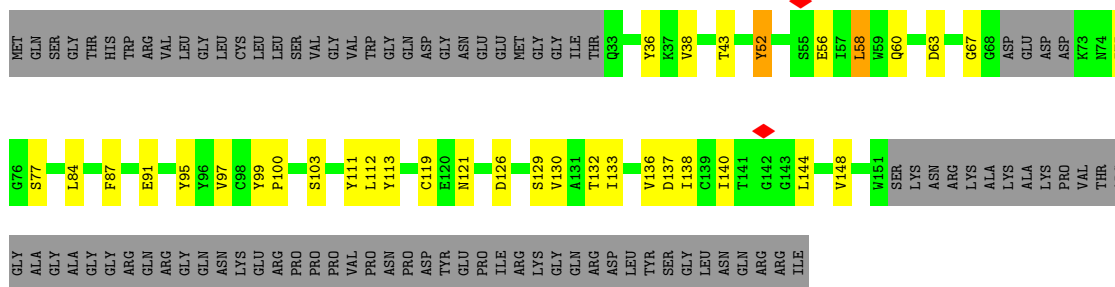 MET GLN SER GLY THR HIS TRP ARG VAL LEU GLY LEU CYS LEU LEU SER VAL GLY VAL TRP GLY GLN ASP GLY ASN GLU GLU MET GLY GLY ILE THR Q33 Y36 K37 V38 T43 Y52 S55 E56 I57 L58 W59 Q60 D63 G67 G68 ASP GLU ASP ASP K73 N74
G76 S77 L84 F87 E91 Y95 Y96 V97 C98 Y99 P100 S103 Y111 L112 Y113 C119 E120 N121 D126 S129 V130 A131 T132 I133 V136 D137 I138 C139 I140 T141 G142 G143 L144 V148 W151 SER LYS ASN ARG LYS ALA LYS ALA LYS PRO VAL THR
GLY ALA GLY ALA GLY GLY ARG GLN ARG GLY GLN ASN LYS GLU ARG PRO PRO PRO VAL PRO ASN PRO ASP TYR GLU PRO ILE ARG LYS GLY GLN ARG ASP LEU TYR SER GLY LEU ASN GLN ARG ARG ILE